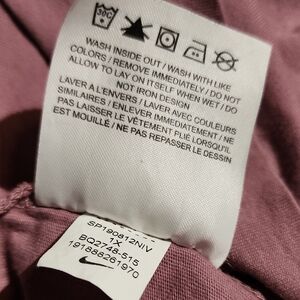 30C
WASH INSIDE OUT / WASH WITH LIKE
COLORS / REMOVE IMMEDIATELY / DO NOT
ALLOW TO LAY ON ITSELF WHEN WET / DO
NOT IRON DESIGN
LAVER À L'ENVERS / LAVER AVEC COULEURS
SIMILAIRES / ENLEVER IMMÉDIATEMENT / NE
PAS LAISSER LE VÊTEMENT PLIÉ LORSQU'IL
EST MOUILLÉ / NE PAS REPASSER LE DESSIN
SP190812NIV
1X
BQ2748-515
191888261970